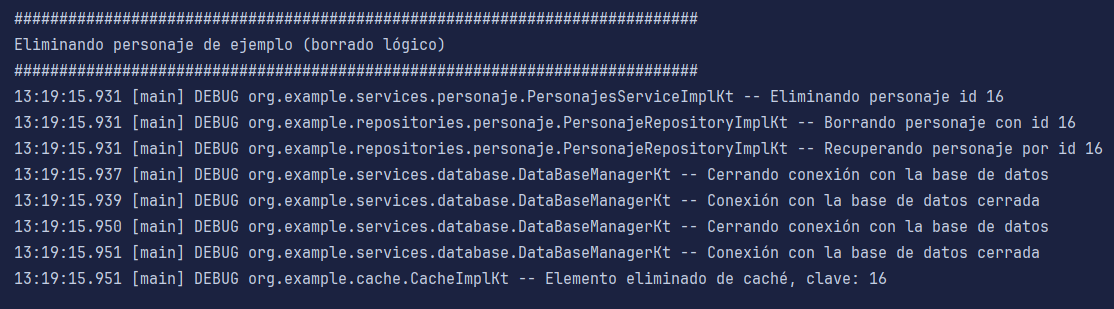 ############################################################################
Eliminando personaje de ejemplo (borrado lógico)
############################################################################
13:19:15.931 [main] DEBUG org.example.services.personaje.PersonajesServiceImplKt -- Eliminando personaje id 16
13:19:15.931 [main] DEBUG org.example.repositories.personaje.PersonajeRepositoryImplKt -- Borrando personaje con id 16
13:19:15.931 [main] DEBUG org.example.repositories.personaje.PersonajeRepositoryImplKt -- Recuperando personaje por id 16
13:19:15.937 [main] DEBUG org.example.services.database.DataBaseManagerKt -- Cerrando conexión con la base de datos
13:19:15.939 [main] DEBUG org.example.services.database.DataBaseManagerKt -- Conexión con la base de datos cerrada
13:19:15.950 [main] DEBUG org.example.services.database.DataBaseManagerKt -- Cerrando conexión con la base de datos
13:19:15.951 [main] DEBUG org.example.services.database.DataBaseManagerKt -- Conexión con la base de datos cerrada
13:19:15.951 [main] DEBUG org.example.cache.CacheImplKt -- Elemento eliminado de caché, clave: 16